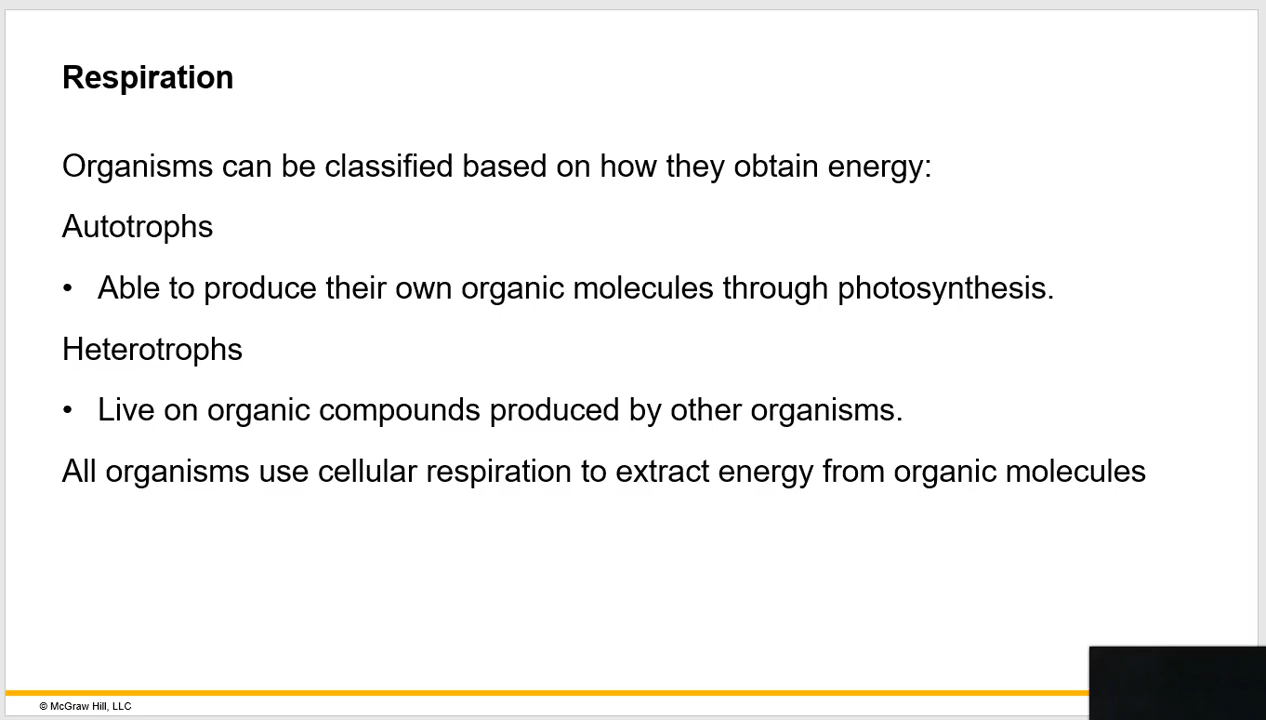 Respiration
Organisms can be classified based on how they obtain energy:
Autotrophs
• Able to produce their own organic molecules through photosynthesis.
Heterotrophs
• Live on organic compounds produced by other organisms.
All organisms use cellular respiration to extract energy from organic molecules
© McGraw Hill, LLC